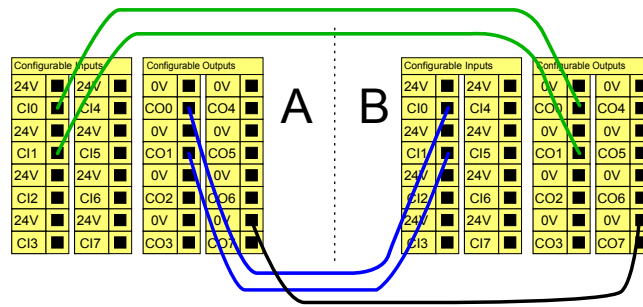 Configurable Inputs
24V 24V
CI0 CI4
24V 24V
CI1 CI5
24V 24V
CI2 CI6
24V 24V
CI3 CI7
Configurable Outputs
0V 0V
CO0 CO4
0V 0V
CO1 CO5
0V 0V
CO2 CO6
0V 0V
CO3 CO7
A
B
Configurable Inputs
24V 24V
CI0 CI4
24V 24V
CI1 CI5
24V 24V
CI2 CI6
24V 24V
CI3 CI7
Configurable Outputs
0V 0V
CO0 CO4
0V 0V
CO1 CO5
0V 0V
CO2 CO6
0V 0V
CO3 CO7